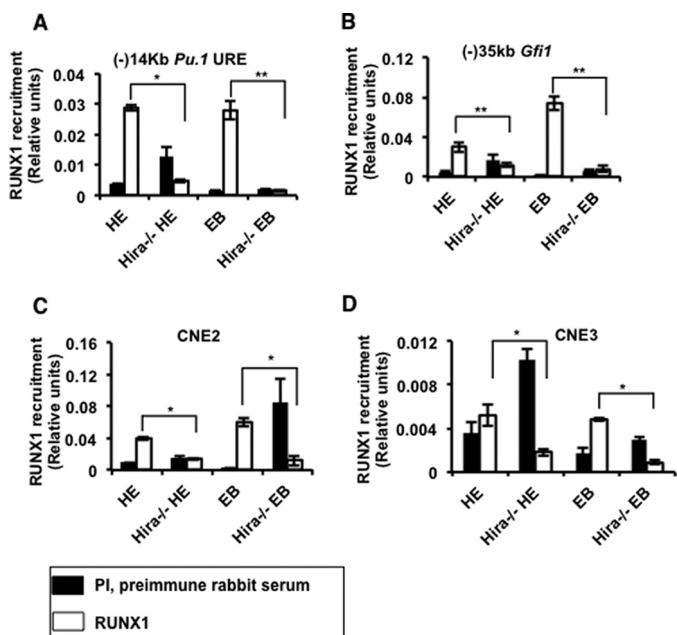 A
(-)14Kb Pu.1 URE
RUNX1 recruitment
(Relative units)
0.04
0.03
0.02
0.01
0
*
**
HE
Hira-/- HE
EB
Hira-/- EB
B
(-)35kb Gfi1
RUNX1 recruitment
(Relative units)
0.12
0.08
0.04
0
**
**
HE
Hira-/- HE
EB
Hira-/- EB
C
CNE2
RUNX1 recruitment
(Relative units)
0.16
0.12
0.08
0.04
0
*
*
HE
Hira-/- HE
EB
Hira-/- EB
D
CNE3
RUNX1 recruitment
(Relative units)
0.012
0.008
0.004
0
*
*
HE
Hira-/- HE
EB
Hira-/- EB
PI, preimmune rabbit serum
RUNX1